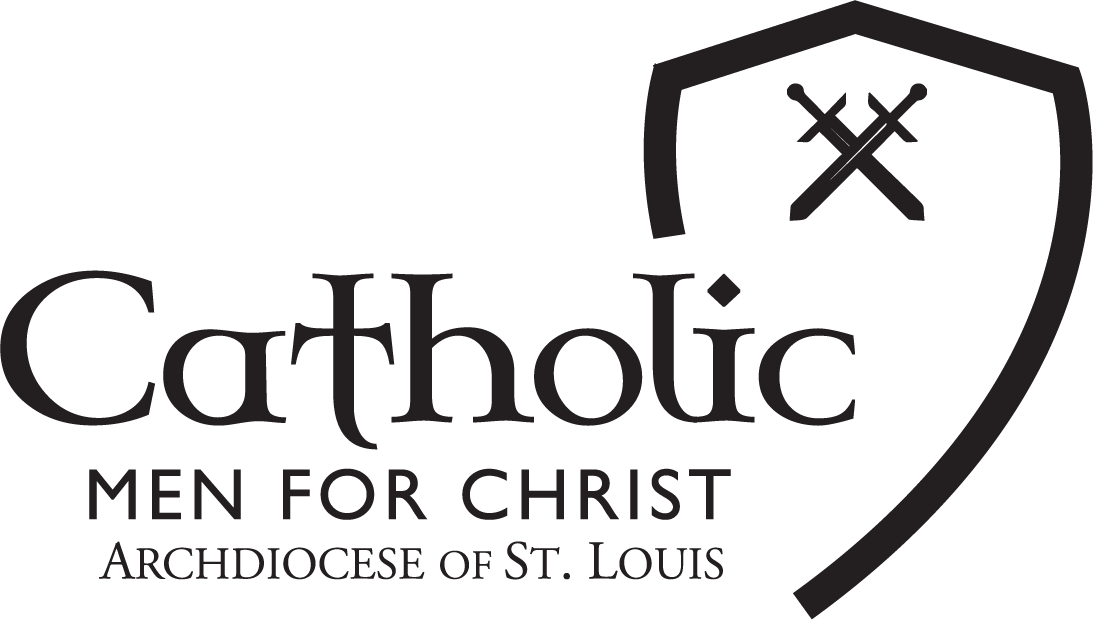 Catholic
MEN FOR CHRIST
ARCHDIOCESE OF ST. LOUIS